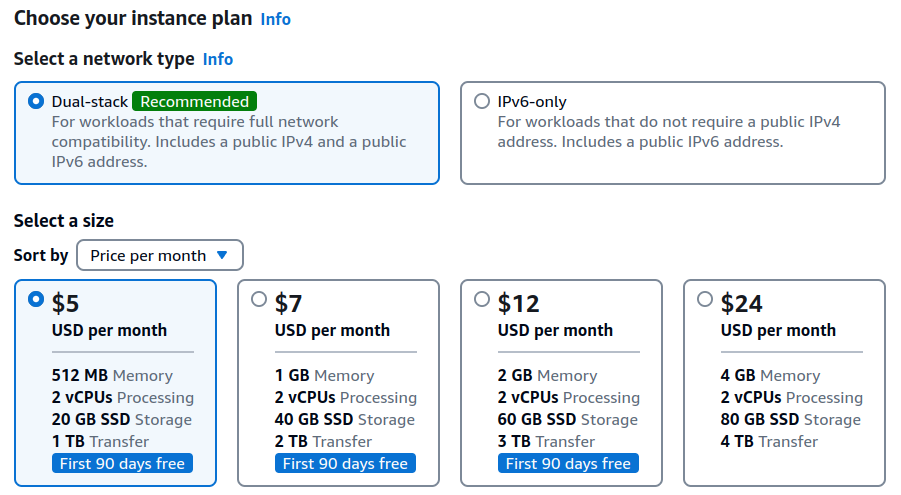 Choose your instance plan Info
Select a network type Info
Dual-stack Recommended
For workloads that require full network
compatibility. Includes a public IPv4 and a public
IPv6 address.
IPv6-only
For workloads that do not require a public IPv4
address. Includes a public IPv6 address.
Select a size
Sort by Price per month
$5
USD per month
512 MB Memory
2 vCPUs Processing
20 GB SSD Storage
1 TB Transfer
First 90 days free
$7
USD per month
1 GB Memory
2 vCPUs Processing
40 GB SSD Storage
2 TB Transfer
First 90 days free
$12
USD per month
2 GB Memory
2 vCPUs Processing
60 GB SSD Storage
3 TB Transfer
First 90 days free
$24
USD per month
4 GB Memory
2 vCPUs Processing
80 GB SSD Storage
4 TB Transfer